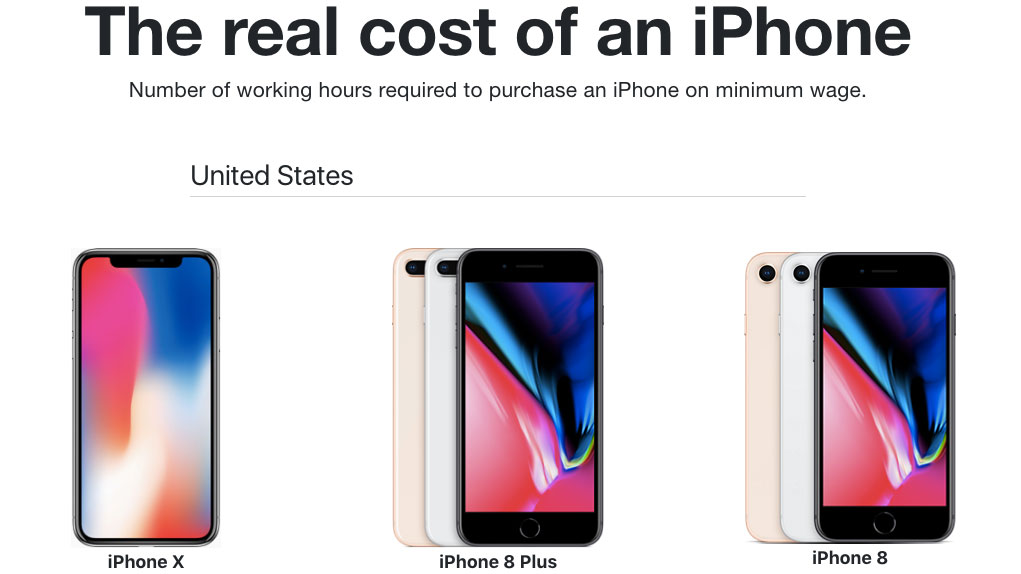 The real cost of an iPhone
Number of working hours required to purchase an iPhone on minimum wage.
United States
iPhone X
iPhone 8 Plus
iPhone 8